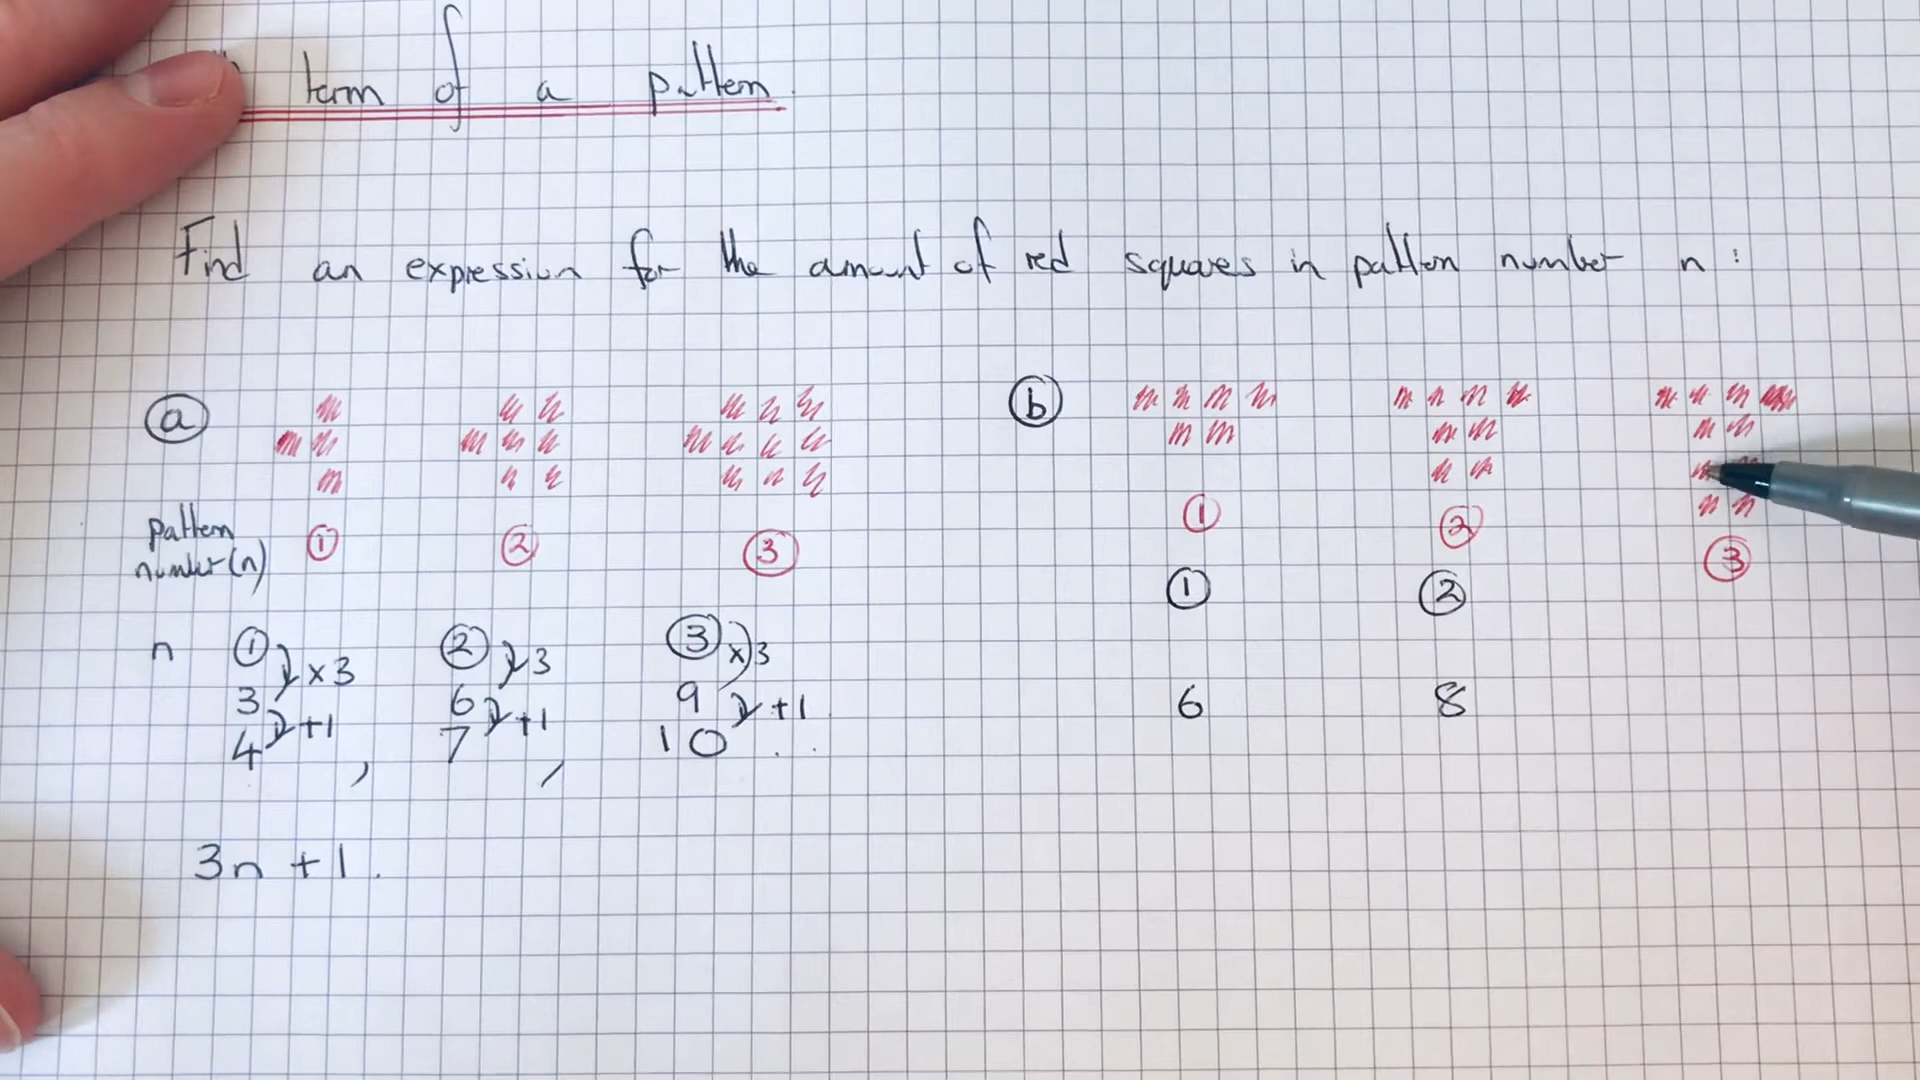 term of a pattern
Find an expression for the amount of red squares in pattern number n :
a
b
pattern
number (n)
1 2 3
1 2 3
1 2
n 1 2 3
×3 ×3 ×3
3 6 9
+1 +1 +1
4 , 7 , 10 . .
6 8
3n + 1 .